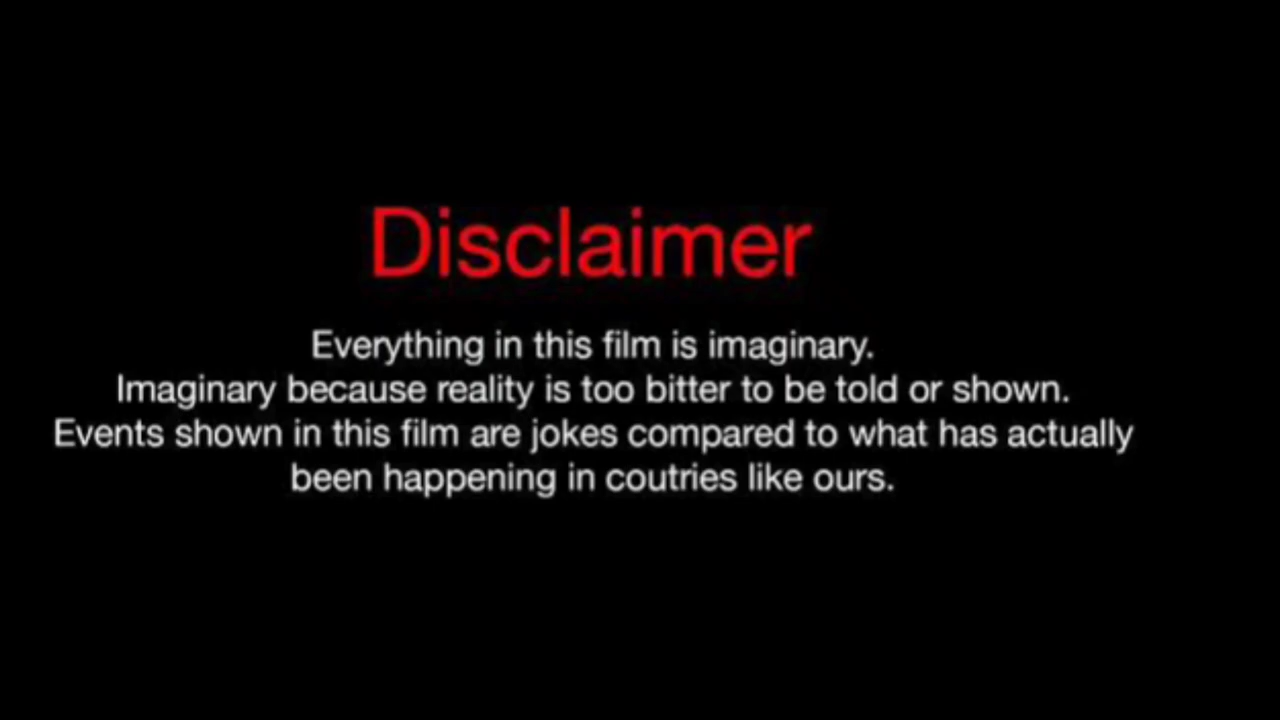 Disclaimer
Everything in this film is imaginary.
Imaginary because reality is too bitter to be told or shown.
Events shown in this film are jokes compared to what has actually
been happening in coutries like ours.